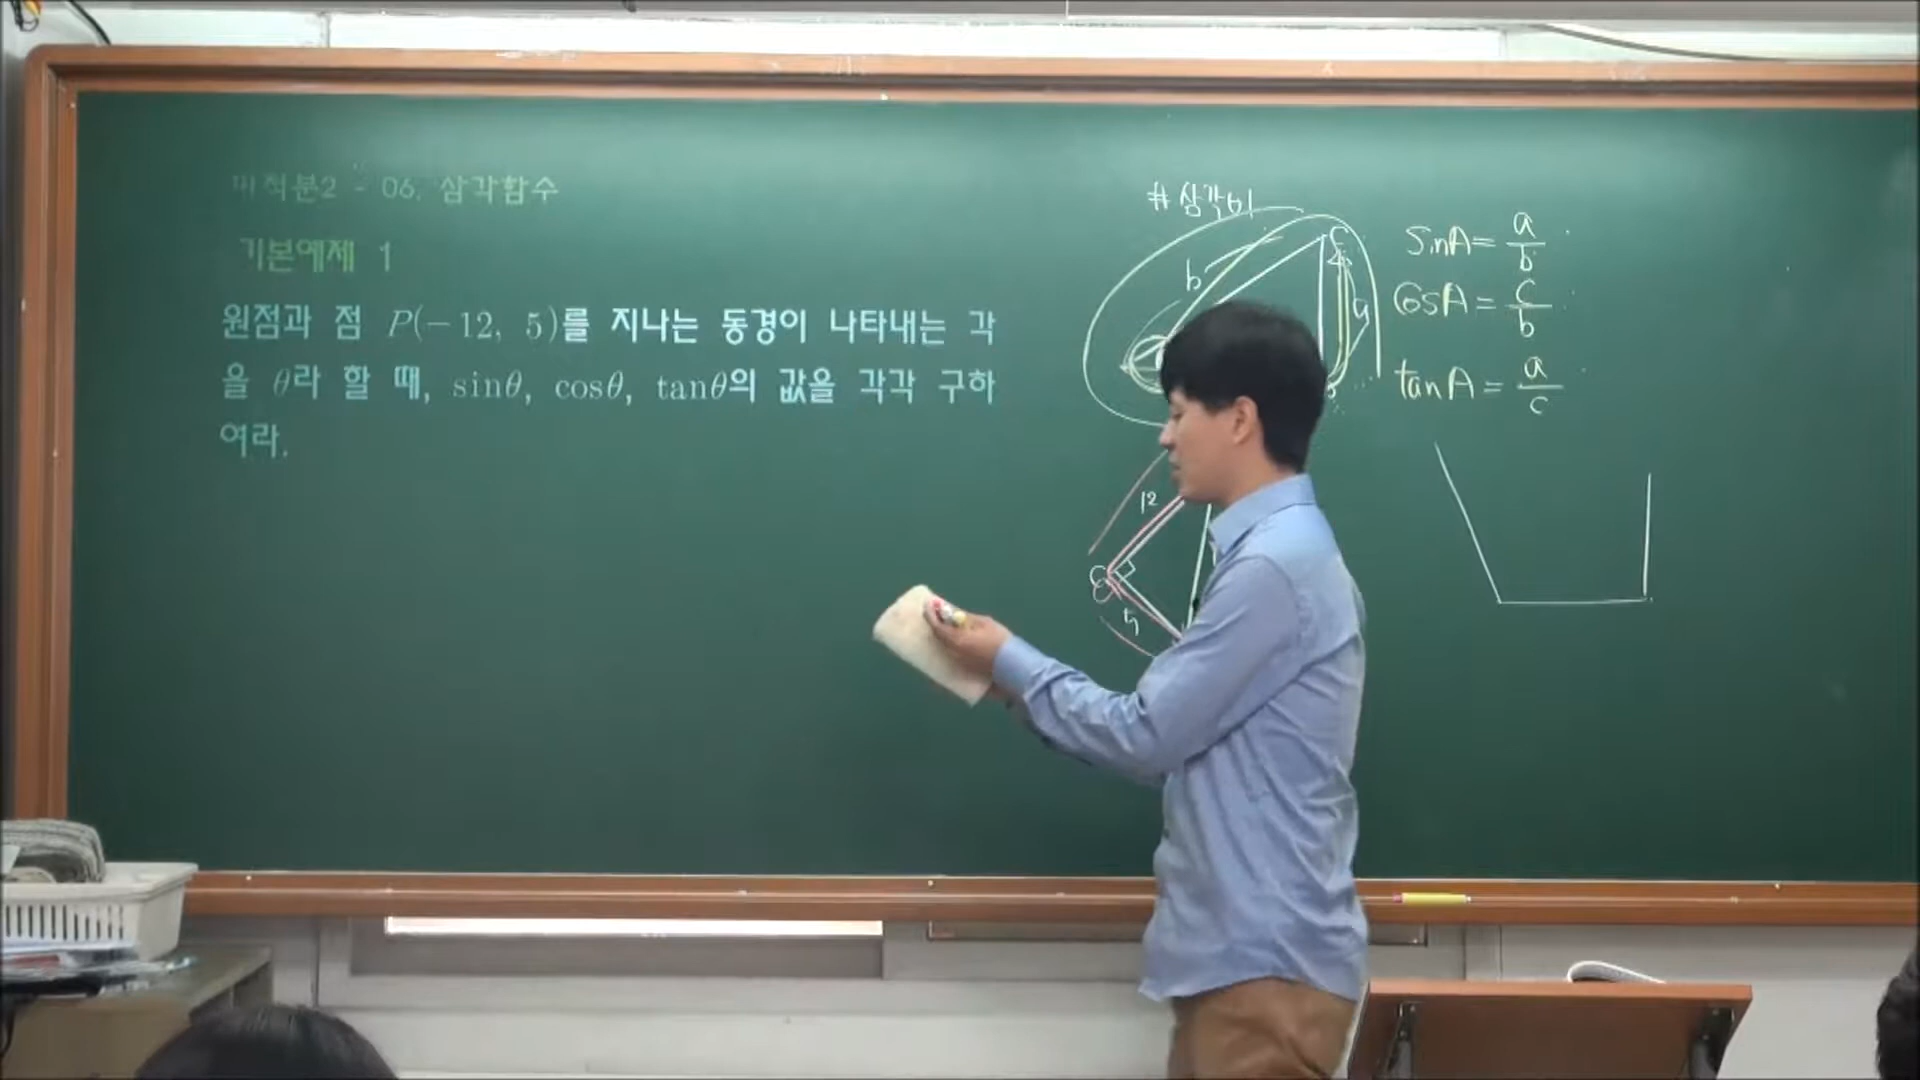 미적분2 - 06. 삼각함수
기본예제 1
원점과 점 P(-12, 5)를 지나는 동경이 나타내는 각
을 θ라 할 때, sinθ, cosθ, tanθ의 값을 각각 구하
여라.
#삼각비
b
C
a
sinA = a/b
cosA = c/b
tanA = a/c
12
C
5